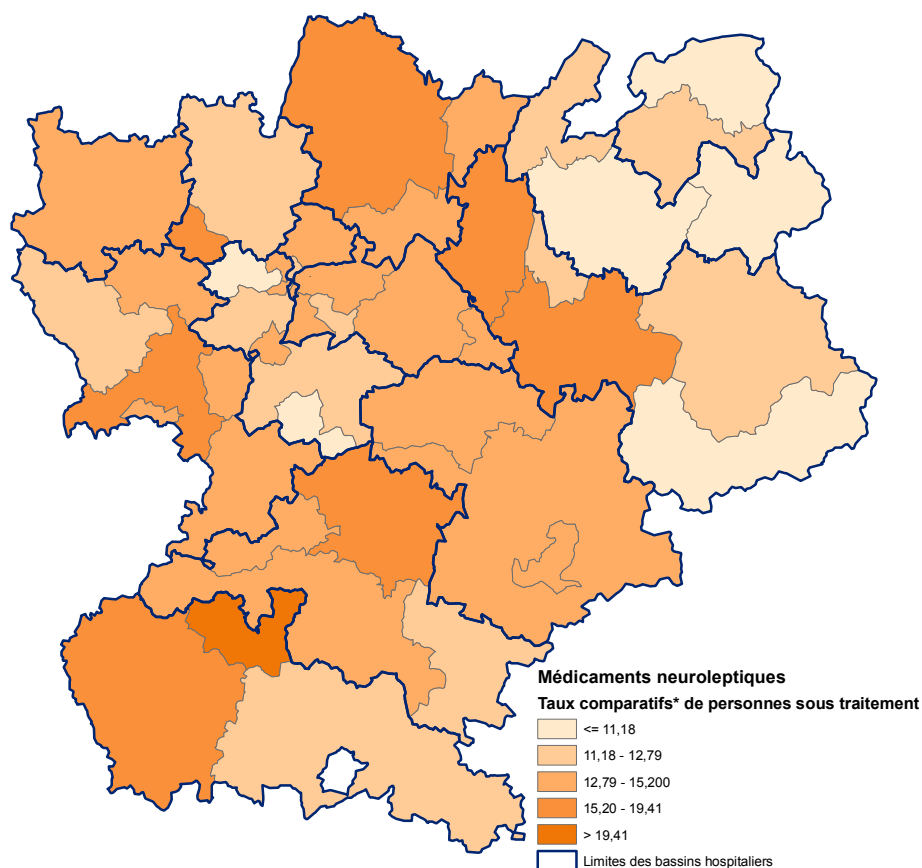 Médicaments neuroleptiques
Taux comparatifs* de personnes sous traitement
<= 11,18
11,18 - 12,79
12,79 - 15,200
15,20 - 19,41
> 19,41
Limites des bassins hospitaliers